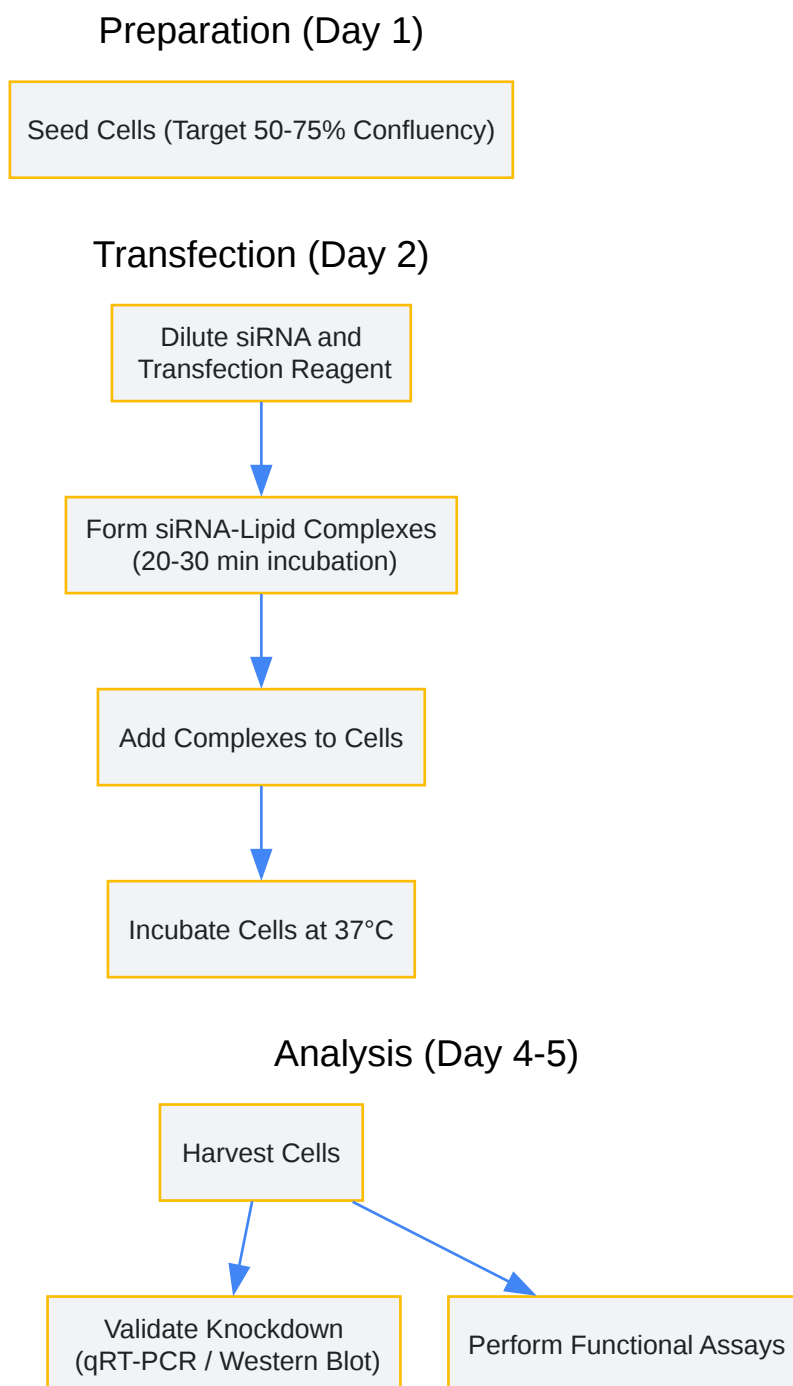 Preparation (Day 1)
Seed Cells (Target 50-75% Confluency)
Transfection (Day 2)
Dilute siRNA and
Transfection Reagent
Form siRNA-Lipid Complexes
(20-30 min incubation)
Add Complexes to Cells
Incubate Cells at 37°C
Analysis (Day 4-5)
Harvest Cells
Validate Knockdown
(qRT-PCR / Western Blot)
Perform Functional Assays